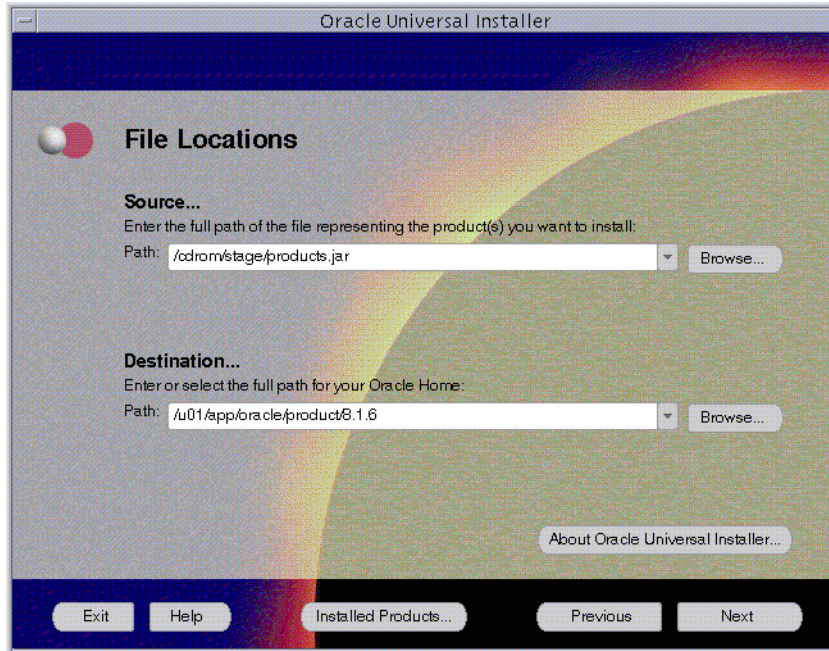 Oracle Universal Installer
File Locations
Source...
Enter the full path of the file representing the product(s) you want to install:
Path: /cdrom/stage/products.jar Browse...
Destination...
Enter or select the full path for your Oracle Home:
Path: /u01/app/oracle/product/8.1.6 Browse...
About Oracle Universal Installer...
Exit Help Installed Products... Previous Next